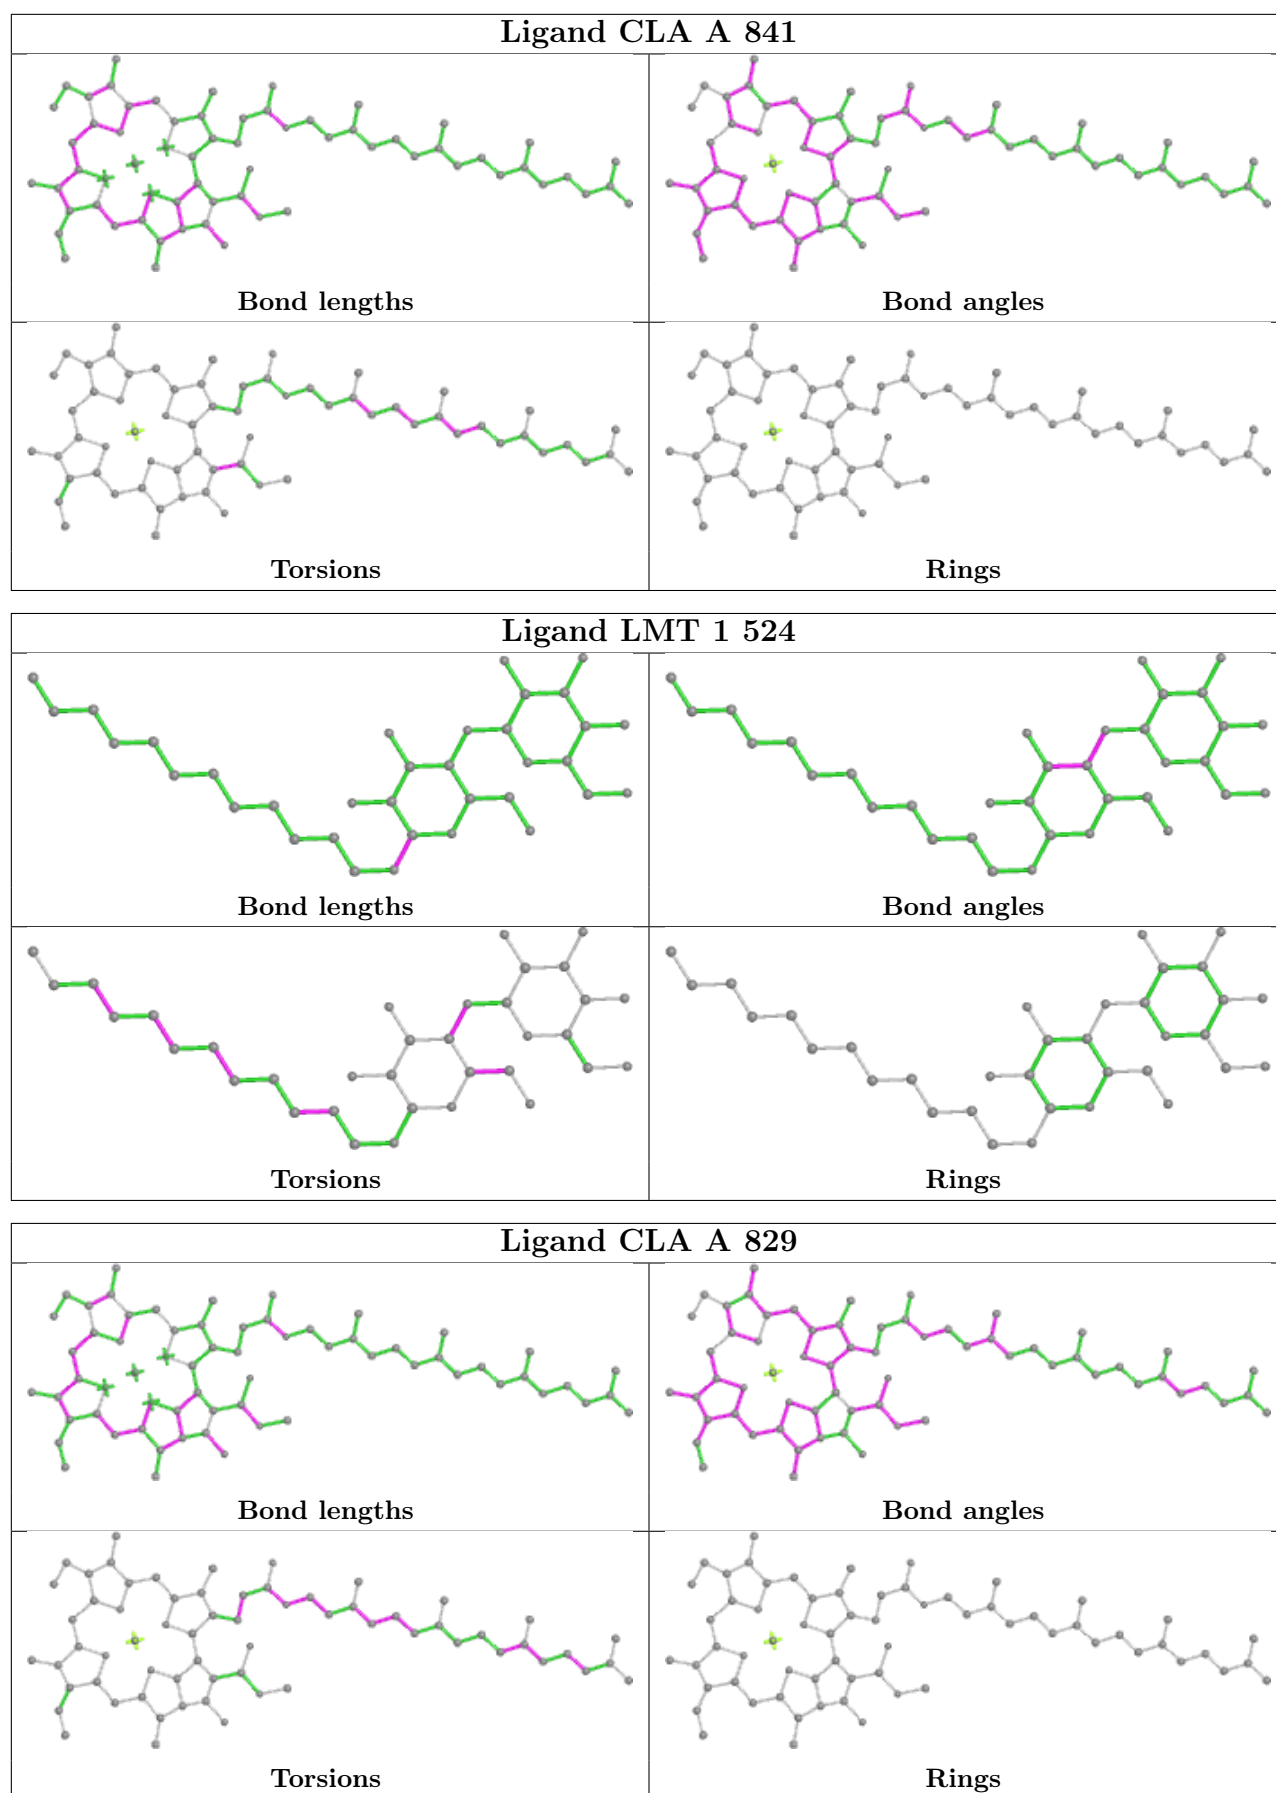 Ligand CLA A 841
Bond lengths
Bond angles
Torsions
Rings
Ligand LMT 1 524
Bond lengths
Bond angles
Torsions
Rings
Ligand CLA A 829
Bond lengths
Bond angles
Torsions
Rings